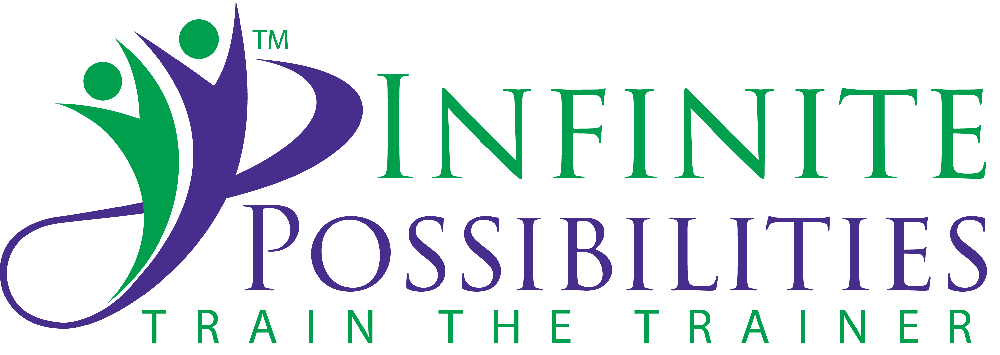 TM
INFINITE
POSSIBILITIES
TRAIN THE TRAINER